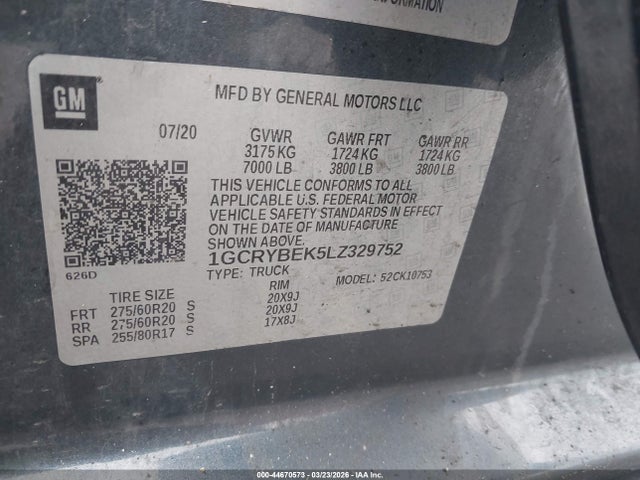 INFORMATION
GM
MFD BY GENERAL MOTORS LLC
07/20 GVWR GAWR FRT GAWR RR
3175 KG 1724 KG 1724 KG
7000 LB 3800 LB 3800 LB
THIS VEHICLE CONFORMS TO ALL
APPLICABLE U.S. FEDERAL MOTOR
VEHICLE SAFETY STANDARDS IN EFFECT
ON THE DATE OF MANUFACTURE
SHOWN ABOVE.
1GCRYBEK5LZ329752
626D TYPE: TRUCK 52CK10753
TIRE SIZE RIM
FRT 275/60R20 S 20X9J
RR 275/60R20 S 20X9J
SPA 255/80R17 S 17X8J
000-44670573 | 03/23/2026 - IAA Inc.